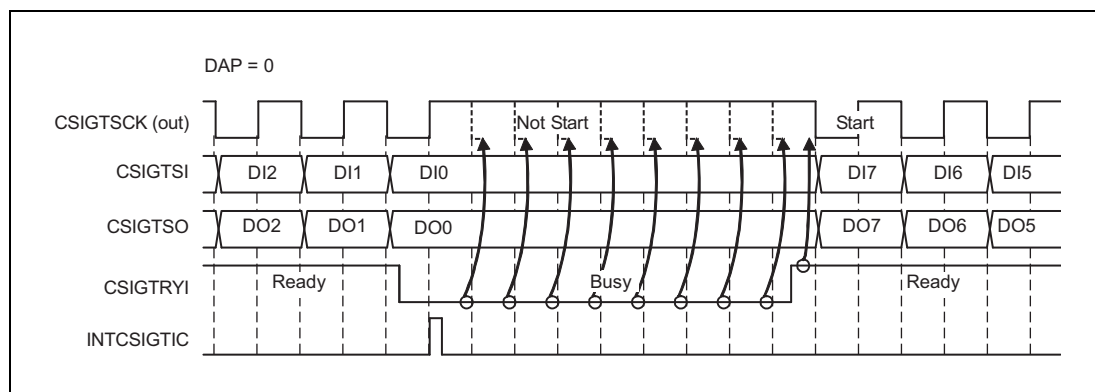 DAP = 0
CSIGTSCK (out) Not Start Start
CSIGTSI DI2 DI1 DI0 DI7 DI6 DI5
CSIGTSO DO2 DO1 DO0 DO7 DO6 DO5
CSIGTRYI Ready Busy Ready
INTCSIGTIC